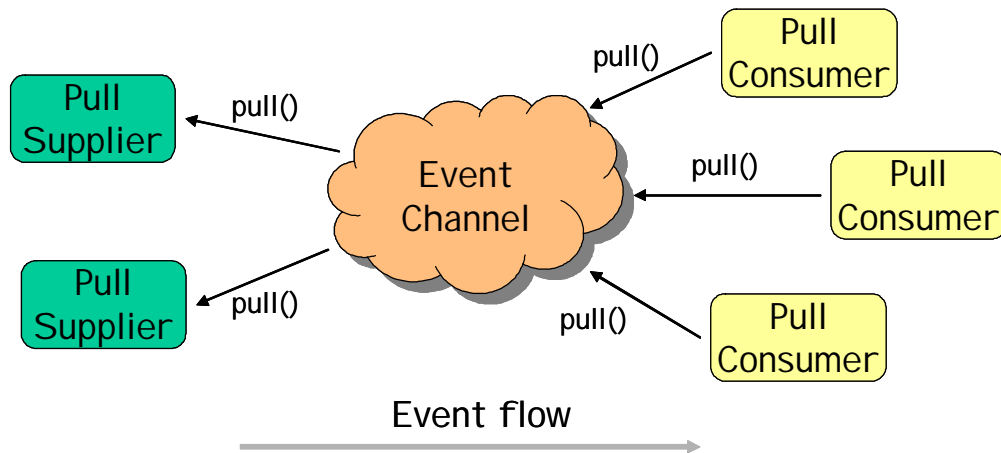 Pull
Supplier
pull()
Pull
Supplier
pull()
Event
Channel
pull()
Pull
Consumer
pull()
Pull
Consumer
pull()
Pull
Consumer
Event flow